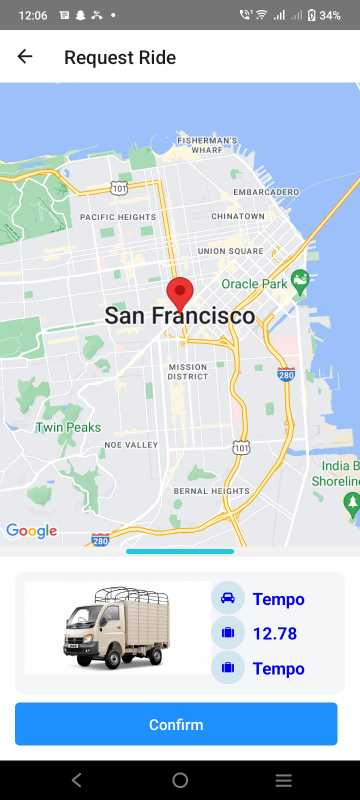 12:06
34%
Request Ride
FISHERMAN'S
WHARF
101
EMBARCADERO
PACIFIC HEIGHTS
CHINATOWN
UNION SQUARE
Oracle Park
San Francisco
MISSION
DISTRICT
280
Twin Peaks
NOE VALLEY
101
India B
Shoreline
BERNAL HEIGHTS
Google
280
Tempo
12.78
Tempo
Confirm